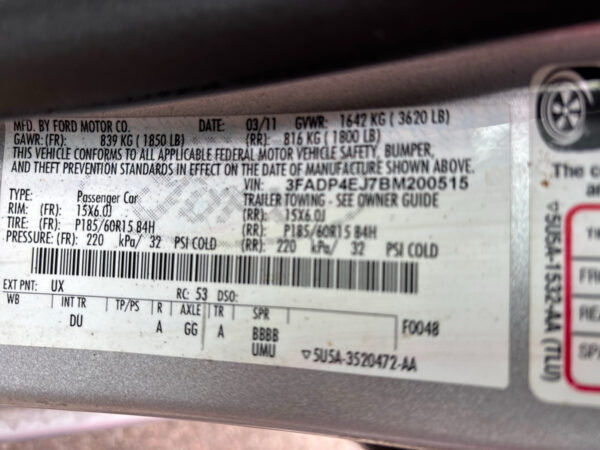 MFD. BY FORD MOTOR CO. DATE: 03/11 GVWR: 1642 KG ( 3620 LB)
GAWR:(FR): 839 KG ( 1850 LB) (RR): 816 KG ( 1800 LB)
THIS VEHICLE CONFORMS TO ALL APPLICABLE FEDERAL MOTOR VEHICLE SAFETY, BUMPER,
AND THEFT PREVENTION STANDARDS IN EFFECT ON THE DATE OF MANUFACTURE SHOWN ABOVE.
VIN: 3FADP4EJ7BM200515
TYPE: Passenger Car TRAILER TOWING - SEE OWNER GUIDE
RIM: (FR): 15X6.0J (RR): 15X6.0J
TIRE: (FR): P185/60R15 84H (RR): P185/60R15 84H
PRESSURE: (FR): 220 kPa/ 32 PSI COLD (RR): 220 kPa/ 32 PSI COLD
EXT PNT: UX RC: 53 DSO:
WB INT TR TP/PS R AXLE TR SPR
DU A GG A BBBB F0048
UMU ▽5U5A-3520472-AA
The c
▽5U5A-1532-AA (TLU)
FR
REA
SPA